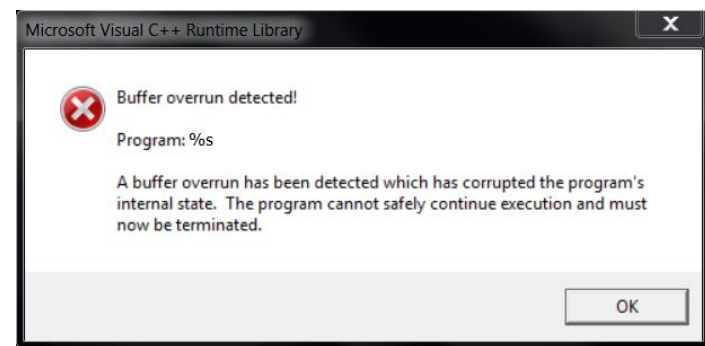 Microsoft Visual C++ Runtime Library
X
Buffer overrun detected!
Program: %s
A buffer overrun has been detected which has corrupted the program's
internal state.  The program cannot safely continue execution and must
now be terminated.
OK